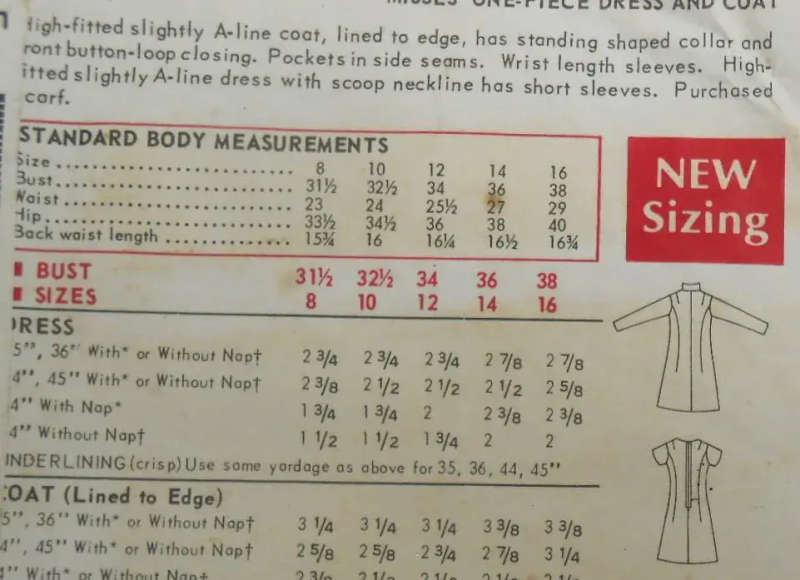 MISSES' ONE-PIECE DRESS AND COAT
High-fitted slightly A-line coat, lined to edge, has standing shaped collar and
ront button-loop closing. Pockets in side seams. Wrist length sleeves. High-
itted slightly A-line dress with scoop neckline has short sleeves. Purchased
carf.
STANDARD BODY MEASUREMENTS
Size 8 10 12 14 16
Bust 31½ 32½ 34 36 38
Waist 23 24 25½ 27 29
Hip 33½ 34½ 36 38 40
Back waist length 15¾ 16 16¼ 16½ 16¾
NEW
Sizing
BUST 31½ 32½ 34 36 38
SIZES 8 10 12 14 16
DRESS
5", 36" With* or Without Nap† 2 3/4 2 3/4 2 3/4 2 7/8 2 7/8
4", 45" With* or Without Nap† 2 3/8 2 1/2 2 1/2 2 1/2 2 5/8
4" With Nap* 1 3/4 1 3/4 2 2 3/8 2 3/8
4" Without Nap† 1 1/2 1 1/2 1 3/4 2 2
INDERLINING (crisp) Use same yardage as above for 35, 36, 44, 45"
COAT (Lined to Edge)
5", 36" With* or Without Nap† 3 1/4 3 1/4 3 1/4 3 3/8 3 3/8
4", 45" With* or Without Nap† 2 5/8 2 5/8 2 3/4 2 7/8 3 1/4
4" With* or Without Nap†